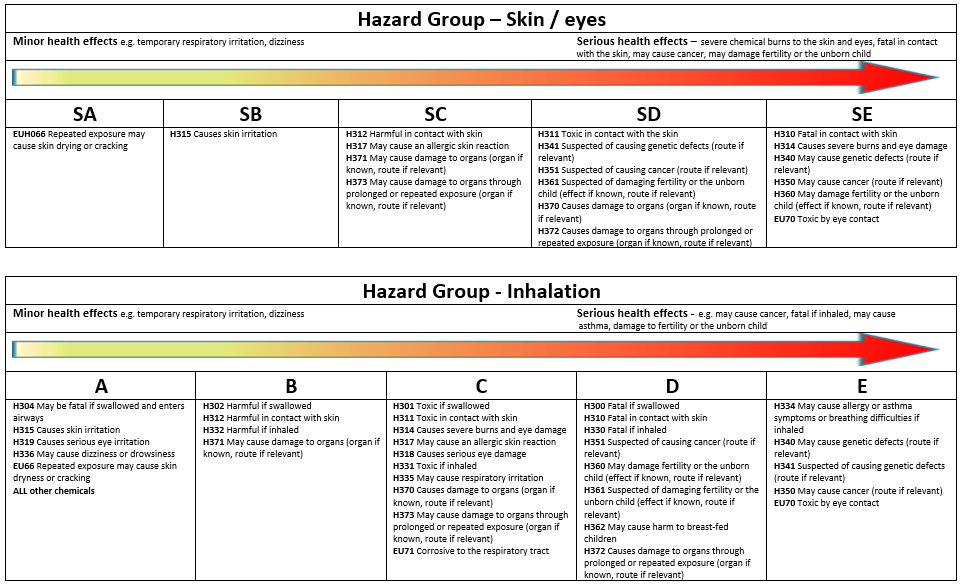 Hazard Group – Skin / eyes
Minor health effects e.g. temporary respiratory irritation, dizziness
Serious health effects – severe chemical burns to the skin and eyes, fatal in contact
with the skin, may cause cancer, may damage fertility or the unborn child
SA
SB
SC
SD
SE
EUH066 Repeated exposure may
cause skin drying or cracking
H315 Causes skin irritation
H312 Harmful in contact with skin
H317 May cause an allergic skin reaction
H371 May cause damage to organs (organ if
known, route if relevant)
H373 May cause damage to organs through
prolonged or repeated exposure (organ if
known, route if relevant)
H311 Toxic in contact with the skin
H341 Suspected of causing genetic defects (route if
relevant)
H351 Suspected of causing cancer (route if relevant)
H361 Suspected of damaging fertility or the unborn
child (effect if known, route if relevant)
H370 Causes damage to organs (organ if known, route
if relevant)
H372 Causes damage to organs through prolonged or
repeated exposure (organ if known, route if relevant)
H310 Fatal in contact with skin
H314 Causes severe burns and eye damage
H340 May cause genetic defects (route if
relevant)
H350 May cause cancer (route if relevant)
H360 May damage fertility or the unborn
child (effect if known, route if relevant)
EU70 Toxic by eye contact
Hazard Group - Inhalation
Minor health effects e.g. temporary respiratory irritation, dizziness
Serious health effects - e.g. may cause cancer, fatal if inhaled, may cause
asthma, damage to fertility or the unborn child
A
B
C
D
E
H304 May be fatal if swallowed and enters
airways
H315 Causes skin irritation
H319 Causes serious eye irritation
H336 May cause dizziness or drowsiness
EU66 Repeated exposure may cause skin
dryness or cracking
ALL other chemicals
H302 Harmful if swallowed
H312 Harmful in contact with skin
H332 Harmful if inhaled
H371 May cause damage to organs (organ if
known, route if relevant)
H301 Toxic if swallowed
H311 Toxic in contact with skin
H314 Causes severe burns and eye damage
H317 May cause an allergic skin reaction
H318 Causes serious eye damage
H331 Toxic if inhaled
H335 May cause respiratory irritation
H370 Causes damage to organs (organ if
known, route if relevant)
H373 May cause damage to organs through
prolonged or repeated exposure (organ if
known, route if relevant)
EU71 Corrosive to the respiratory tract
H300 Fatal if swallowed
H310 Fatal in contact with skin
H330 Fatal if inhaled
H351 Suspected of causing cancer (route if
relevant)
H360 May damage fertility or the unborn
child (effect if known, route if relevant)
H361 Suspected of damaging fertility or the
unborn child (effect if known, route if
relevant)
H362 May cause harm to breast-fed
children
H372 Causes damage to organs through
prolonged or repeated exposure (organ if
known, route if relevant)
H334 May cause allergy or asthma
symptoms or breathing difficulties if
inhaled
H340 May cause genetic defects (route if
relevant)
H341 Suspected of causing genetic defects
(route if relevant)
H350 May cause cancer (route if relevant)
EU70 Toxic by eye contact